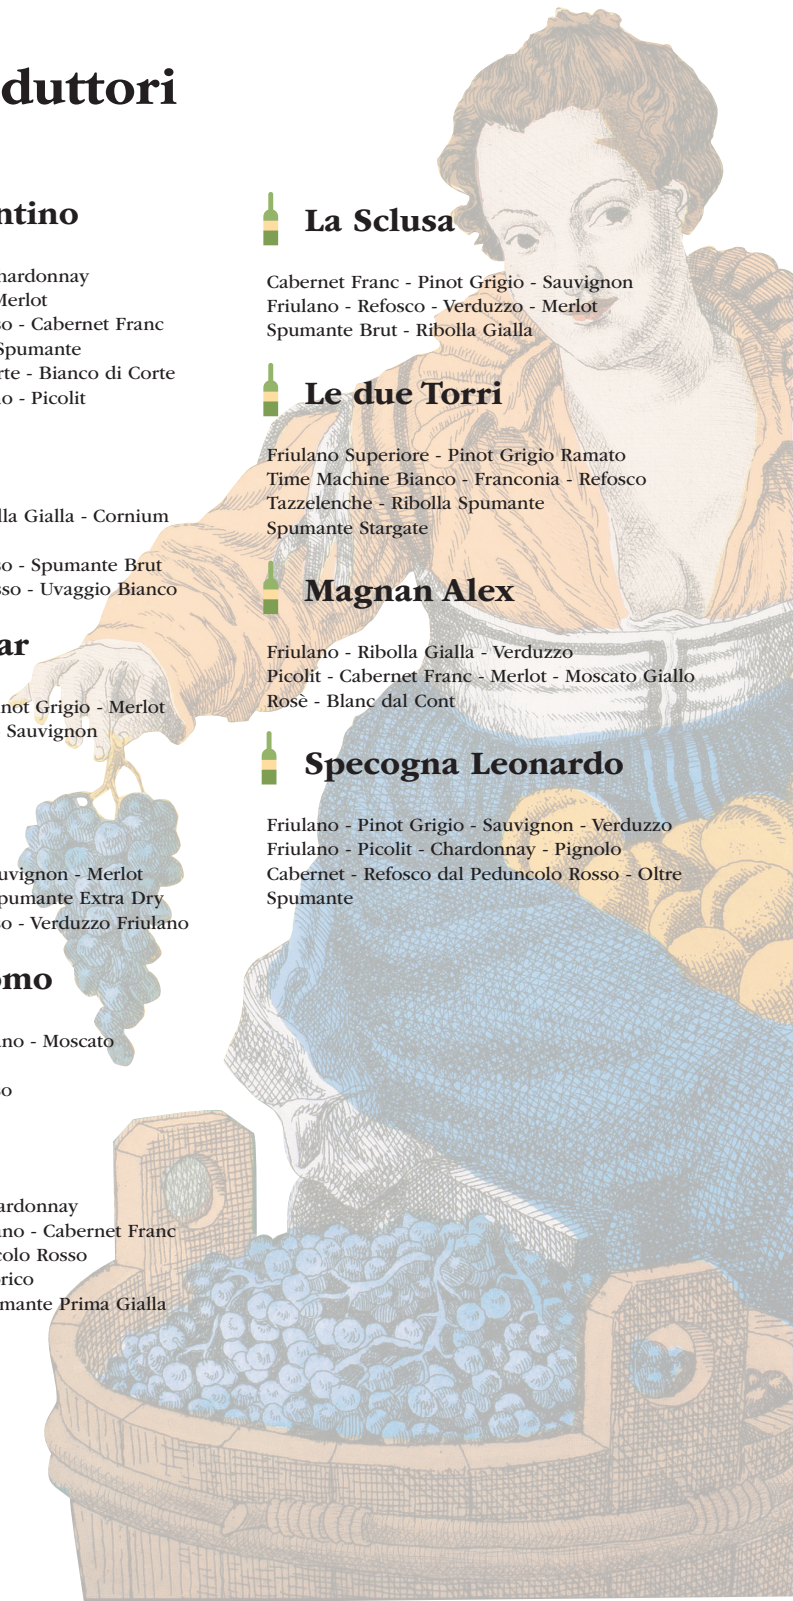 duttori
ntino
hardonnay
Merlot
o - Cabernet Franc
Spumante
rte - Bianco di Corte
o - Picolit
lla Gialla - Cornium
so - Spumante Brut
sso - Uvaggio Bianco
ar
not Grigio - Merlot
Sauvignon
uvignon - Merlot
pumante Extra Dry
so - Verduzzo Friulano
omo
ano - Moscato
so
ardonnay
ano - Cabernet Franc
colo Rosso
orico
mante Prima Gialla
La Sclusa
Cabernet Franc - Pinot Grigio - Sauvignon
Friulano - Refosco - Verduzzo - Merlot
Spumante Brut - Ribolla Gialla
Le due Torri
Friulano Superiore - Pinot Grigio Ramato
Time Machine Bianco - Franconia - Refosco
Tazzelenche - Ribolla Spumante
Spumante Stargate
Magnan Alex
Friulano - Ribolla Gialla - Verduzzo
Picolit - Cabernet Franc - Merlot - Moscato Giallo
Rosè - Blanc dal Cont
Specogna Leonardo
Friulano - Pinot Grigio - Sauvignon - Verduzzo
Friulano - Picolit - Chardonnay - Pignolo
Cabernet - Refosco dal Peduncolo Rosso - Oltre
Spumante